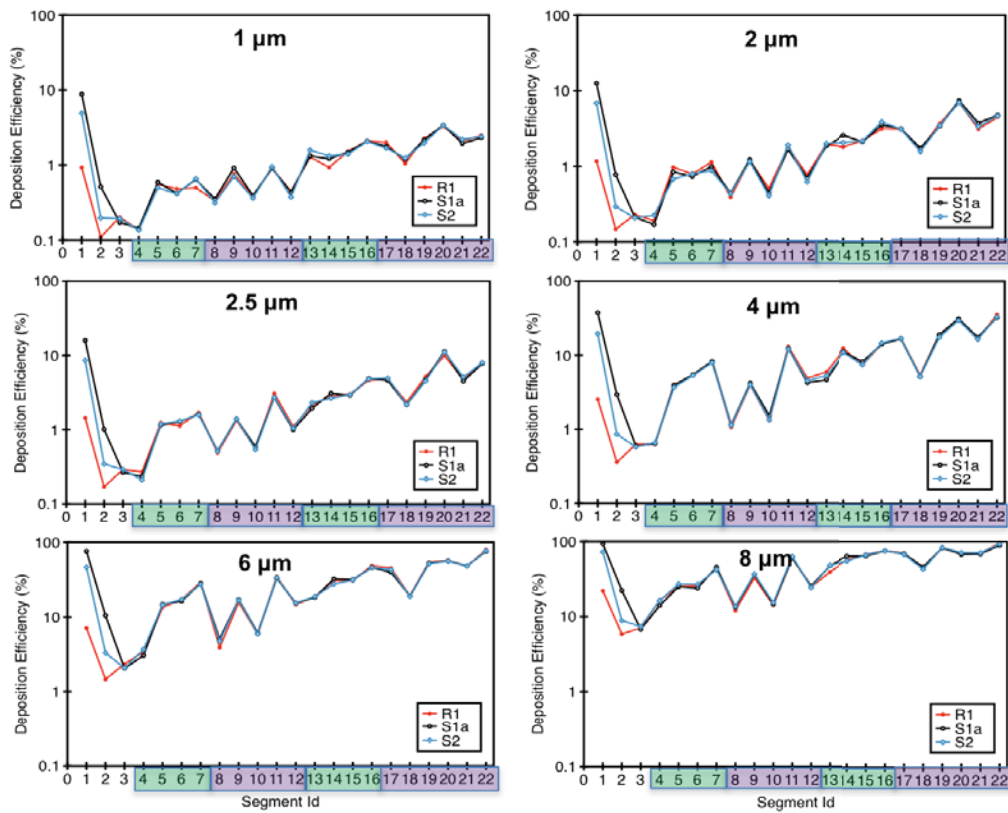 1 µm
Deposition Efficiency (%)
100
10
1
0.1
R1
S1a
S2
0 1 2 3 4 5 6 7 8 9 10 11 12 13 14 15 16 17 18 19 20 21 22
2 µm
Deposition Efficiency (%)
100
10
1
0.1
R1
S1a
S2
0 1 2 3 4 5 6 7 8 9 10 11 12 13 14 15 16 17 18 19 20 21 22
2.5 µm
Deposition Efficiency (%)
100
10
1
0.1
R1
S1a
S2
0 1 2 3 4 5 6 7 8 9 10 11 12 13 14 15 16 17 18 19 20 21 22
4 µm
Deposition Efficiency (%)
100
10
1
0.1
R1
S1a
S2
0 1 2 3 4 5 6 7 8 9 10 11 12 13 14 15 16 17 18 19 20 21 22
6 µm
Deposition Efficiency (%)
100
10
1
0.1
R1
S1a
S2
0 1 2 3 4 5 6 7 8 9 10 11 12 13 14 15 16 17 18 19 20 21 22
Segment Id
8 µm
Deposition Efficiency (%)
100
10
1
0.1
R1
S1a
S2
0 1 2 3 4 5 6 7 8 9 10 11 12 13 14 15 16 17 18 19 20 21 22
Segment Id